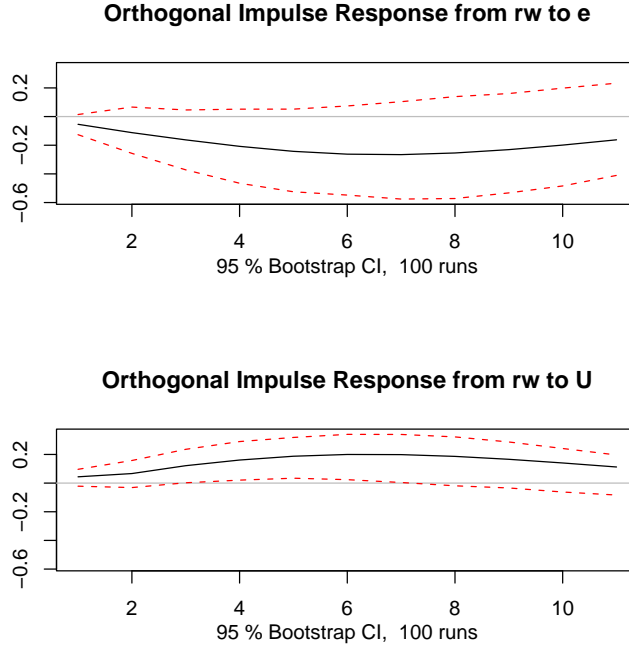 Orthogonal Impulse Response from rw to e
0.2
−0.2
−0.6
2 4 6 8 10
95 % Bootstrap CI,  100 runs
Orthogonal Impulse Response from rw to U
0.2
−0.2
−0.6
2 4 6 8 10
95 % Bootstrap CI,  100 runs